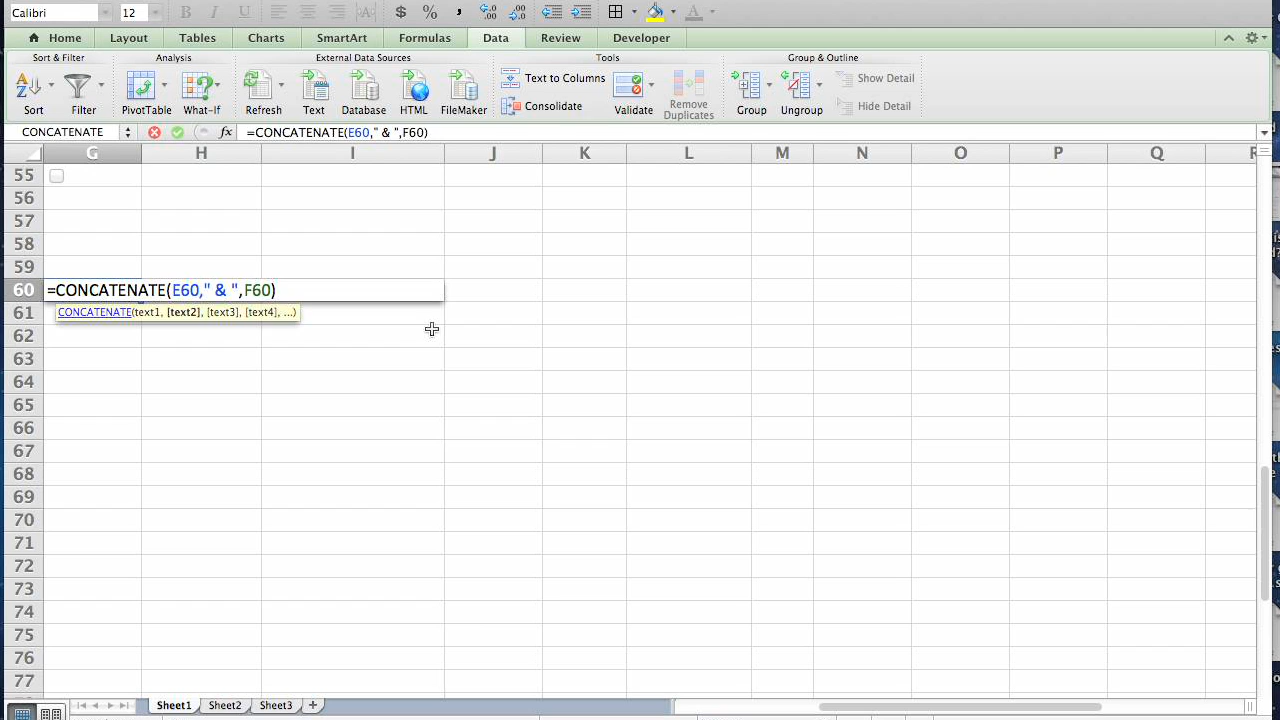 Calibri 12 B I U A $ % , .00 .0 A
Home Layout Tables Charts SmartArt Formulas Data Review Developer
Sort & Filter Analysis External Data Sources Tools Group & Outline
Sort Filter PivotTable What-If Refresh Text Database HTML FileMaker Text to Columns Consolidate Validate Remove Duplicates Group Ungroup Show Detail Hide Detail
CONCATENATE fx =CONCATENATE(E60," & ",F60)
G H I J K L M N O P Q R
55
56
57
58
59
60 =CONCATENATE(E60," & ",F60)
61 CONCATENATE(text1, [text2], [text3], [text4], ...)
62
63
64
65
66
67
68
69
70
71
72
73
74
75
76
77
Sheet1 Sheet2 Sheet3 +